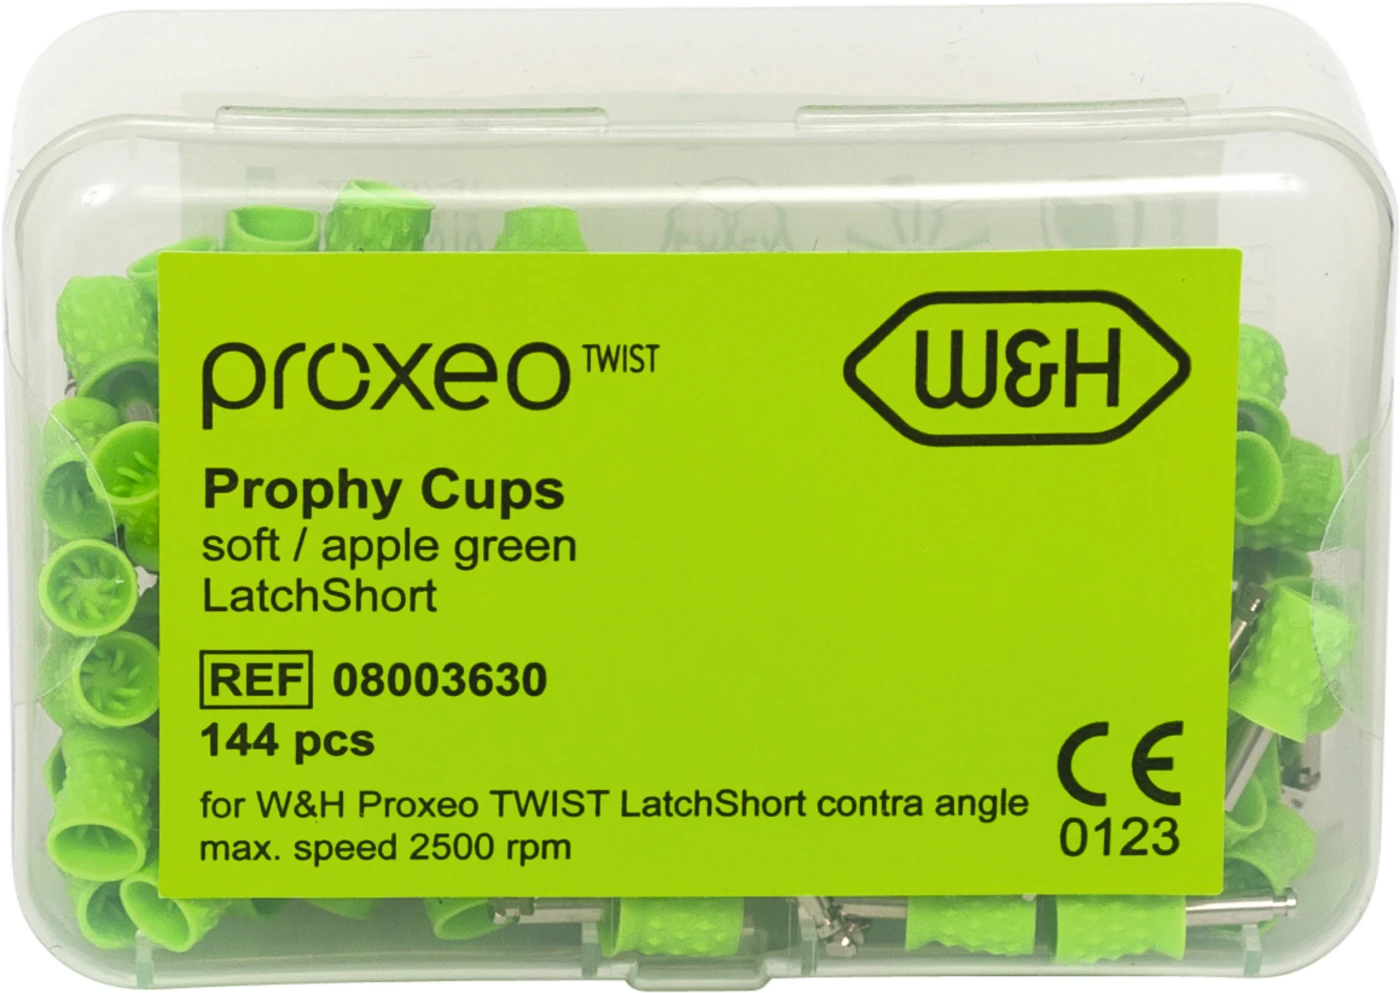 proxeo TWIST
W&H
Prophy Cups
soft / apple green
LatchShort
REF 08003630
144 pcs
for W&H Proxeo TWIST LatchShort contra angle
max. speed 2500 rpm
CE
0123